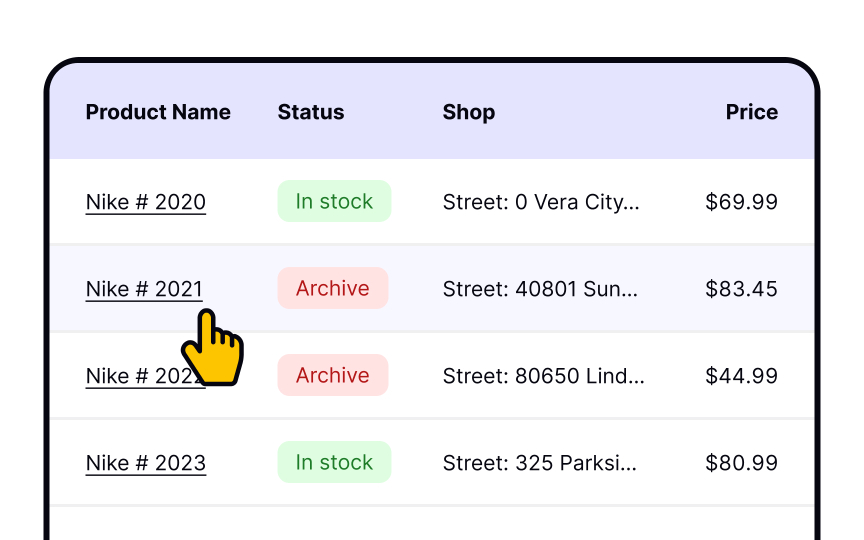 Product Name Status Shop Price
Nike # 2020 In stock Street: 0 Vera City... $69.99
Nike # 2021 Archive Street: 40801 Sun... $83.45
Nike # 2022 Archive Street: 80650 Lind... $44.99
Nike # 2023 In stock Street: 325 Parksi... $80.99